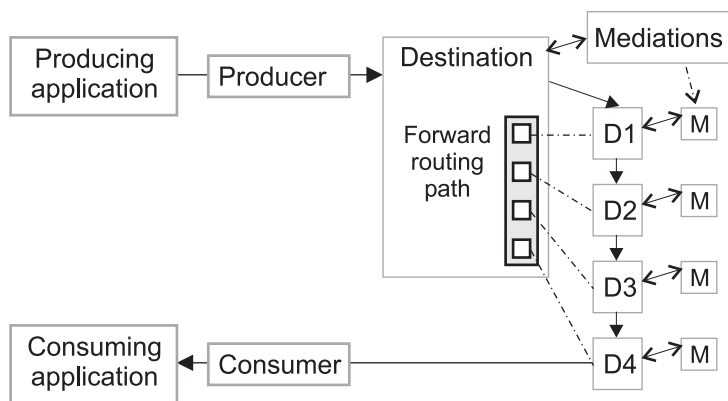 Producing
application
Producer
Destination
Mediations
Forward
routing
path
D1
M
D2
M
D3
M
D4
M
Consuming
application
Consumer